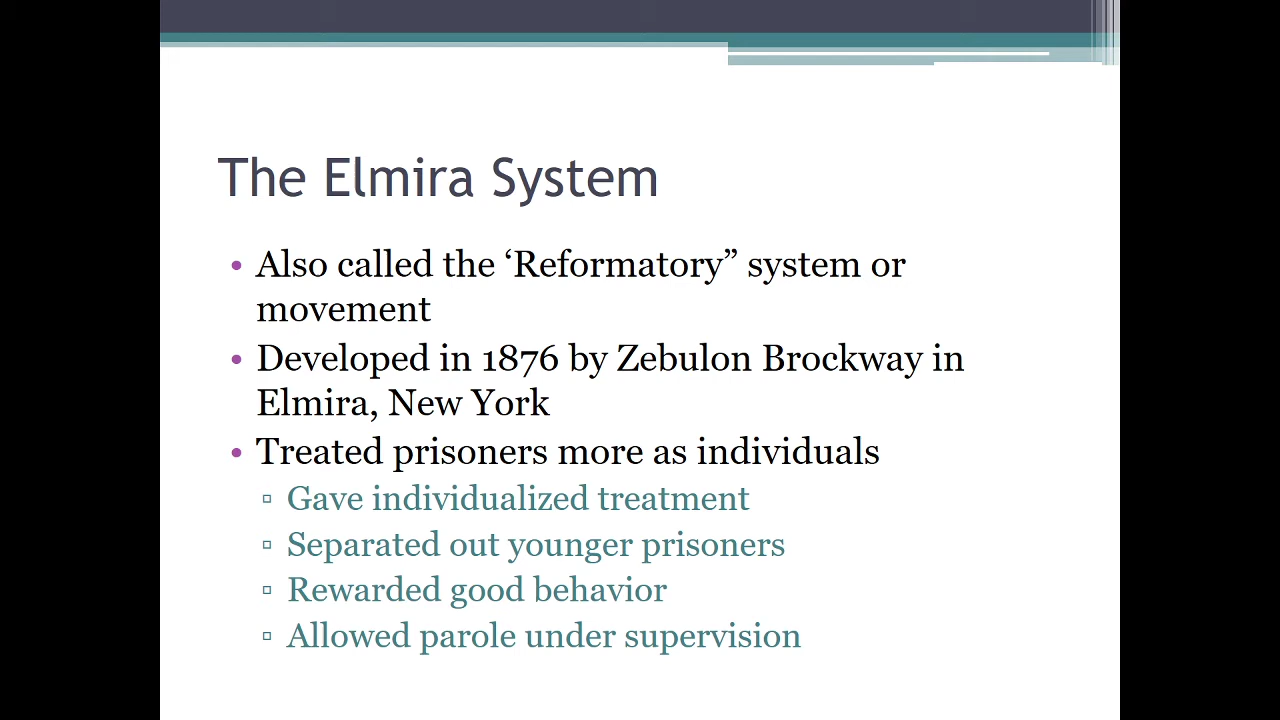 The Elmira System
• Also called the ‘Reformatory” system or
movement
• Developed in 1876 by Zebulon Brockway in
Elmira, New York
• Treated prisoners more as individuals
▫ Gave individualized treatment
▫ Separated out younger prisoners
▫ Rewarded good behavior
▫ Allowed parole under supervision